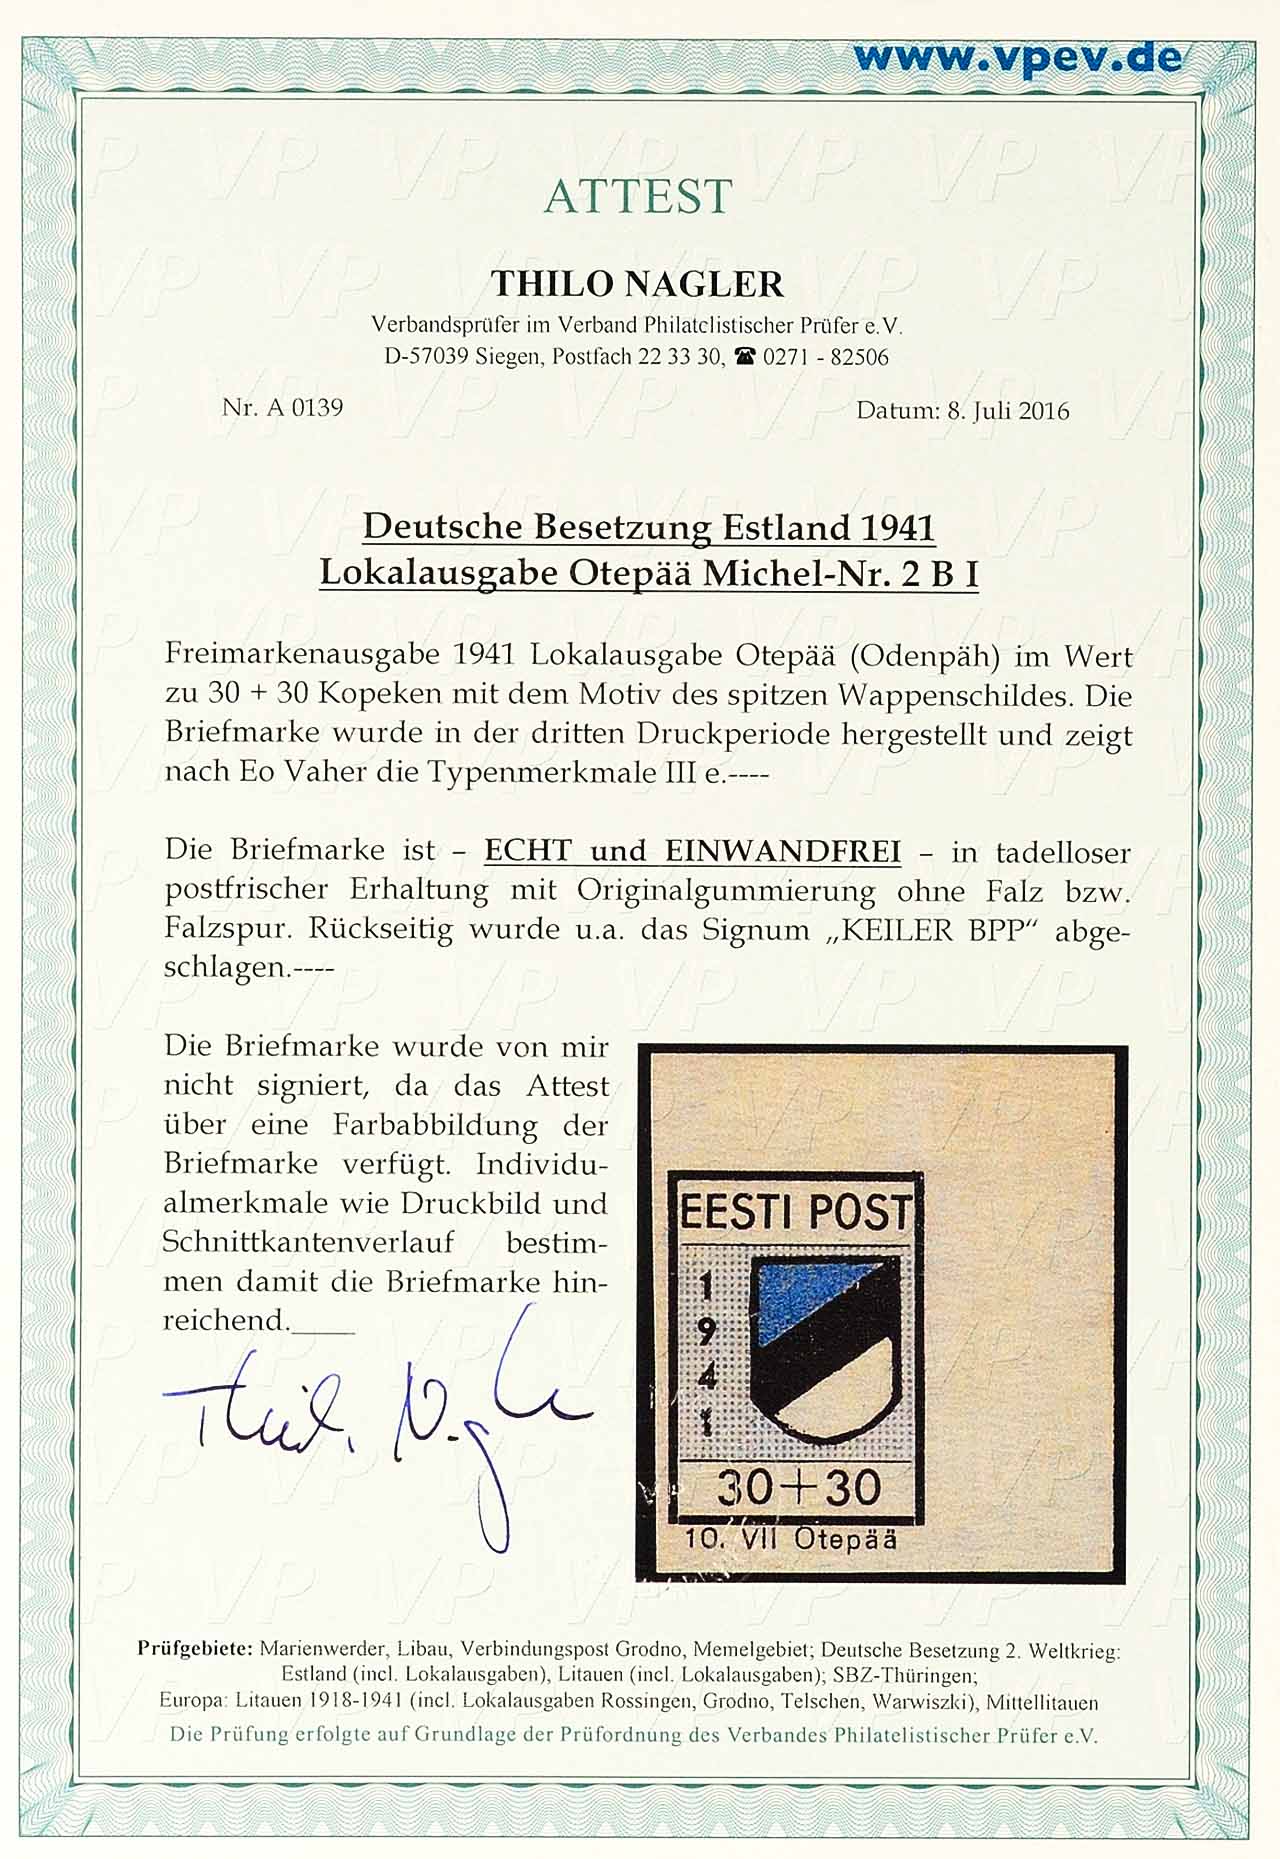 www.vpev.de
ATTEST
THILO NAGLER
Verbandsprüfer im Verband Philatelistischer Prüfer e.V.
D-57039 Siegen, Postfach 22 33 30, ☎ 0271 - 82506
Nr. A 0139 Datum: 8. Juli 2016
Deutsche Besetzung Estland 1941
Lokalausgabe Otepää Michel-Nr. 2 B I
Freimarkenausgabe 1941 Lokalausgabe Otepää (Odenpäh) im Wert
zu 30 + 30 Kopeken mit dem Motiv des spitzen Wappenschildes. Die
Briefmarke wurde in der dritten Druckperiode hergestellt und zeigt
nach Eo Vaher die Typenmerkmale III e.----
Die Briefmarke ist – ECHT und EINWANDFREI – in tadelloser
postfrischer Erhaltung mit Originalgummierung ohne Falz bzw.
Falzspur. Rückseitig wurde u.a. das Signum „KEILER BPP“ abge-
schlagen.----
Die Briefmarke wurde von mir
nicht signiert, da das Attest
über eine Farbabbildung der
Briefmarke verfügt. Individu-
almerkmale wie Druckbild und
Schnittkantenverlauf bestim-
men damit die Briefmarke hin-
reichend.____
Thilo Nagler
EESTI POST
1
9
4
1
30+30
10. VII Otepää
Prüfgebiete: Marienwerder, Libau, Verbindungspost Grodno, Memelgebiet; Deutsche Besetzung 2. Weltkrieg:
Estland (incl. Lokalausgaben), Litauen (incl. Lokalausgaben); SBZ-Thüringen;
Europa: Litauen 1918-1941 (incl. Lokalausgaben Rossingen, Grodno, Telschen, Warwiszki), Mittellitauen
Die Prüfung erfolgte auf Grundlage der Prüfordnung des Verbandes Philatelistischer Prüfer e.V.